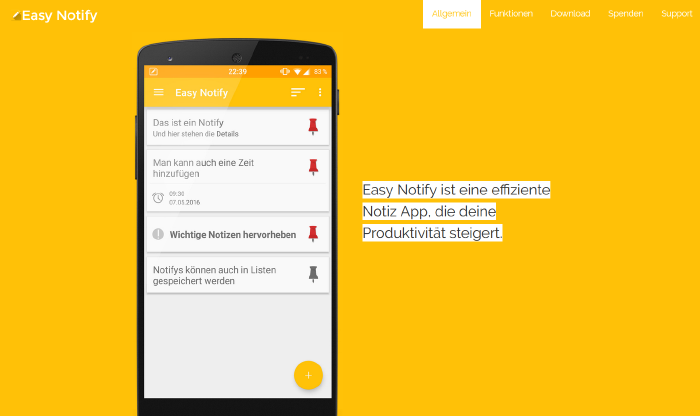 Easy Notify
Allgemein
Funktionen
Download
Spenden
Support
22:39
83%
Easy Notify
Das ist ein Notify
Und hier stehen die Details
Man kann auch eine Zeit
hinzufügen
09:30
07.05.2016
Wichtige Notizen hervorheben
Notifys können auch in Listen
gespeichert werden
Easy Notify ist eine effiziente
Notiz App, die deine
Produktivität steigert.